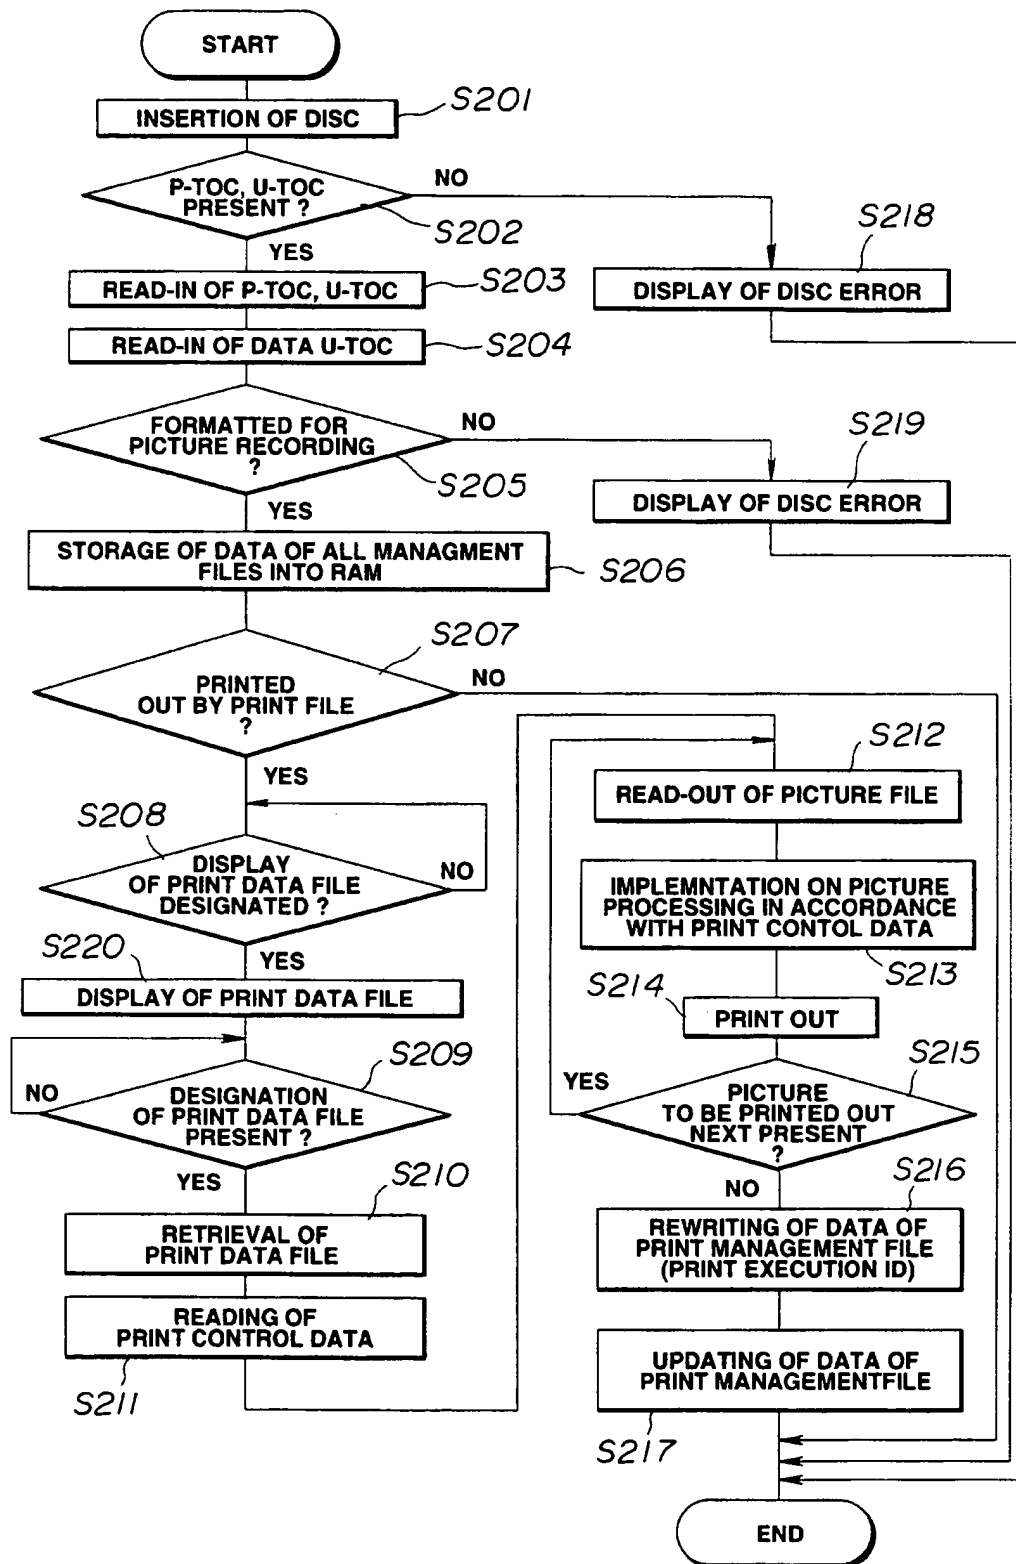 START
S201
INSERTION OF DISC
P-TOC, U-TOC
PRESENT ?
NO
S202
YES
S218
DISPLAY OF DISC ERROR
S203
READ-IN OF P-TOC, U-TOC
READ-IN OF DATA U-TOC
S204
FORMATTED FOR
PICTURE RECORDING
?
NO
S205
YES
S219
DISPLAY OF DISC ERROR
STORAGE OF DATA OF ALL MANAGMENT
FILES INTO RAM
S206
S207
PRINTED
OUT BY PRINT FILE
?
NO
YES
S208
DISPLAY
OF PRINT DATA FILE
DESIGNATED ?
NO
YES
S220
DISPLAY OF PRINT DATA FILE
S209
NO
DESIGNATION
OF PRINT DATA FILE
PRESENT ?
YES
S210
RETRIEVAL OF
PRINT DATA FILE
READING OF
PRINT CONTROL DATA
S211
S212
READ-OUT OF PICTURE FILE
IMPLEMNTATION ON PICTURE
PROCESSING IN ACCORDANCE
WITH PRINT CONTOL DATA
S213
S214
PRINT OUT
S215
YES
PICTURE
TO BE PRINTED OUT
NEXT PRESENT
?
NO
S216
REWRITING OF DATA OF
PRINT MANAGEMENT FILE
(PRINT EXECUTION ID)
UPDATING OF DATA OF
PRINT MANAGEMENTFILE
S217
END